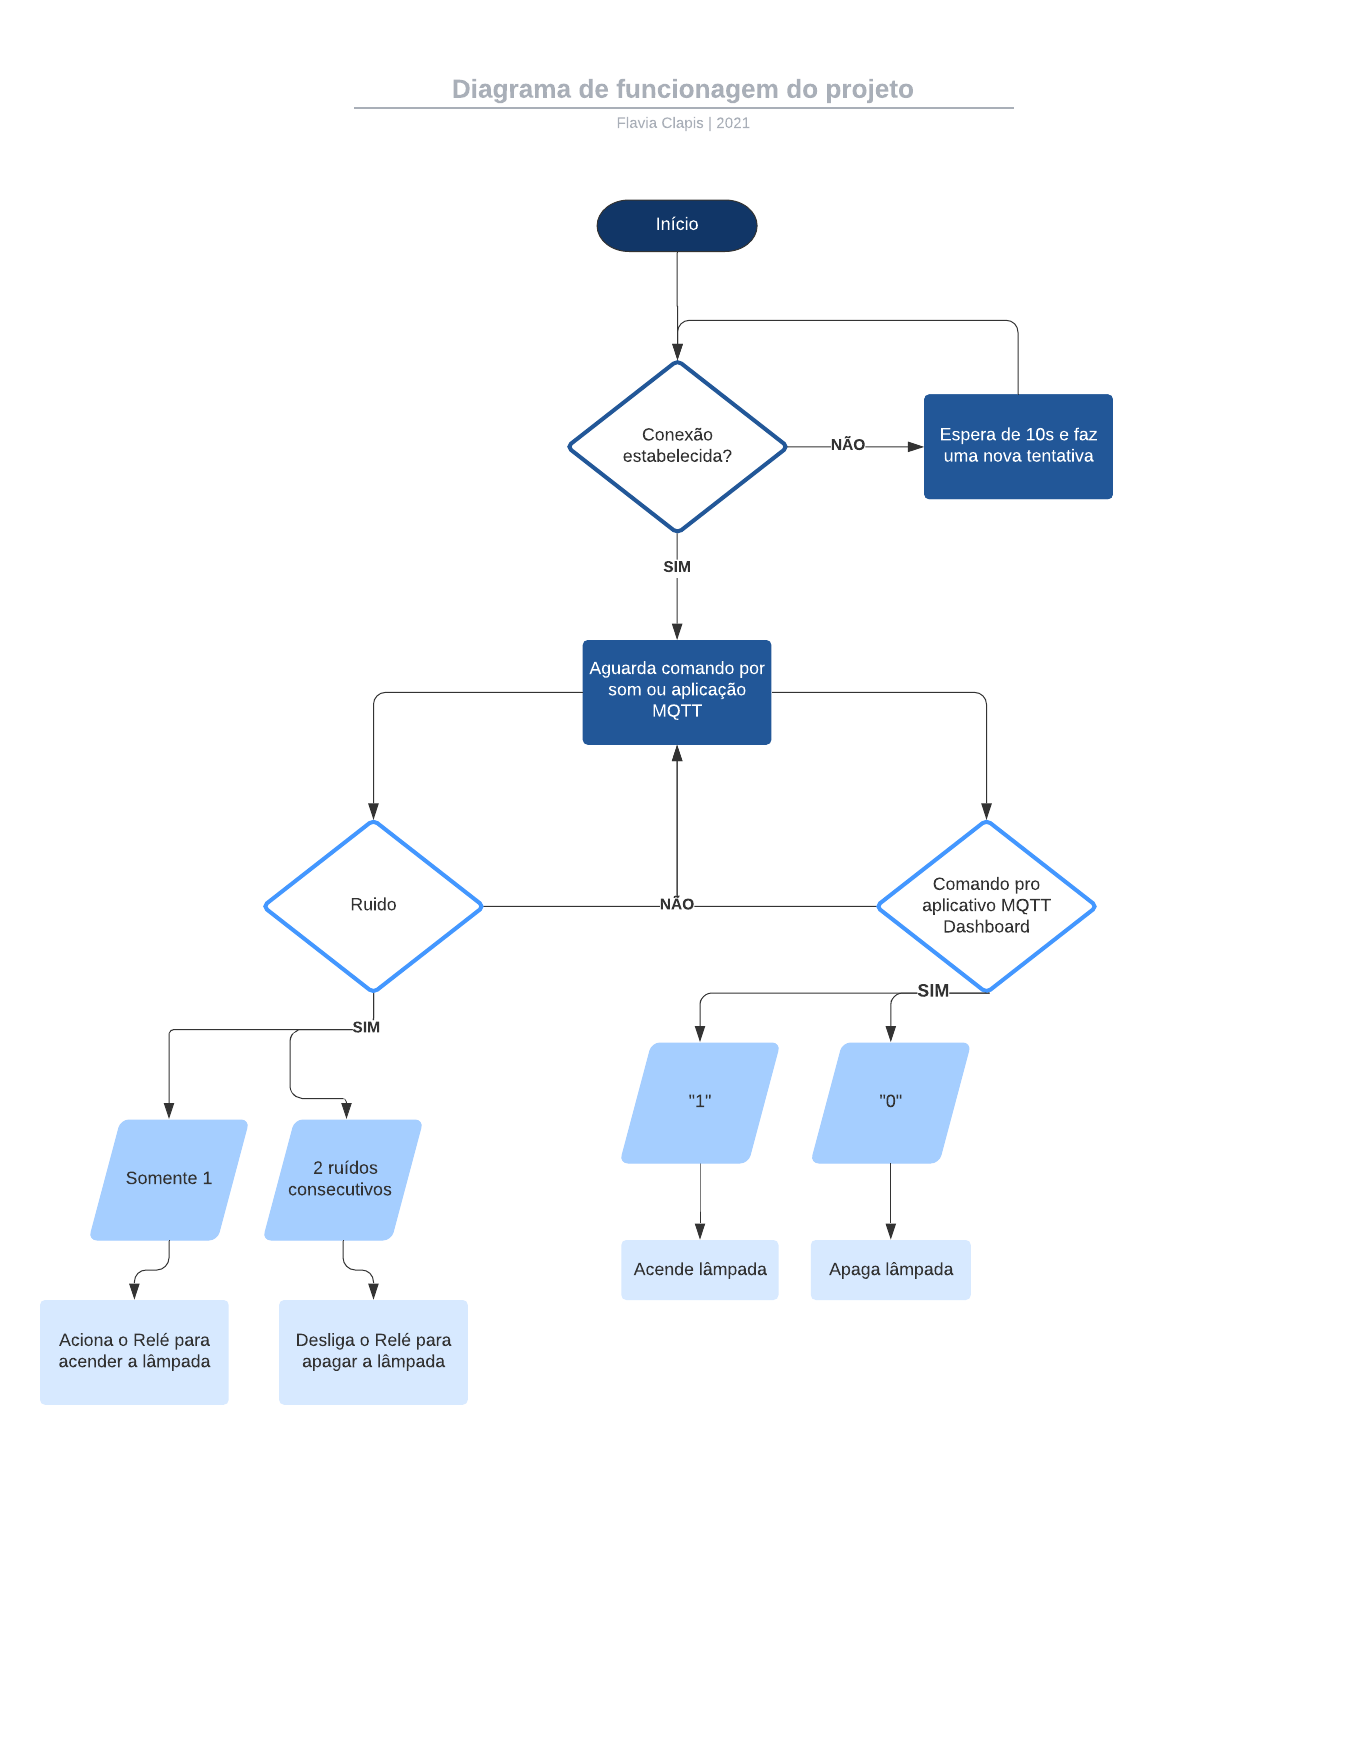 Diagrama de funcionagem do projeto
Flavia Clapis | 2021
Início
Conexão
estabelecida?
NÃO
Espera de 10s e faz
uma nova tentativa
SIM
Aguarda comando por
som ou aplicação
MQTT
Ruido
NÃO
Comando pro
aplicativo MQTT
Dashboard
SIM
SIM
"1"
"0"
Somente 1
2 ruídos
consecutivos
Acende lâmpada
Apaga lâmpada
Aciona o Relé para
acender a lâmpada
Desliga o Relé para
apagar a lâmpada